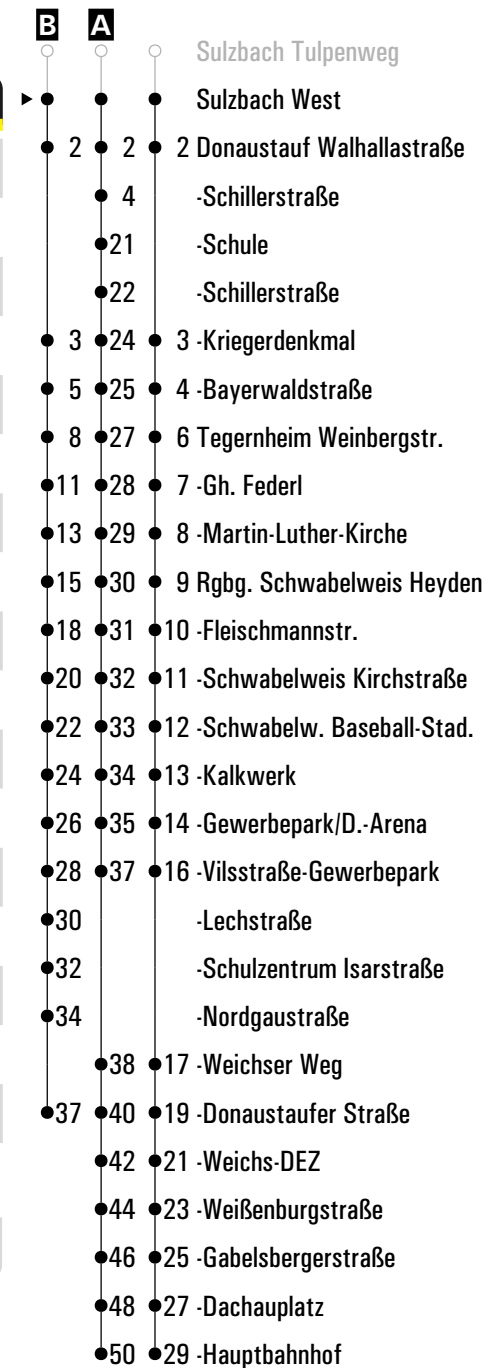 B A
Sulzbach Tulpenweg
Sulzbach West
2 2 2 Donaustauf Walhallastraße
4 -Schillerstraße
21 -Schule
22 -Schillerstraße
3 24 3 -Kriegerdenkmal
5 25 4 -Bayerwaldstraße
8 27 6 Tegernheim Weinbergstr.
11 28 7 -Gh. Federl
13 29 8 -Martin-Luther-Kirche
15 30 9 Rgbg. Schwabelweis Heyden
18 31 10 -Fleischmannstr.
20 32 11 -Schwabelweis Kirchstraße
22 33 12 -Schwabelw. Baseball-Stad.
24 34 13 -Kalkwerk
26 35 14 -Gewerbepark/D.-Arena
28 37 16 -Vilsstraße-Gewerbepark
30 -Lechstraße
32 -Schulzentrum Isarstraße
34 -Nordgaustraße
38 17 -Weichser Weg
37 40 19 -Donaustaufer Straße
42 21 -Weichs-DEZ
44 23 -Weißenburgstraße
46 25 -Gabelsbergerstraße
48 27 -Dachauplatz
50 29 -Hauptbahnhof